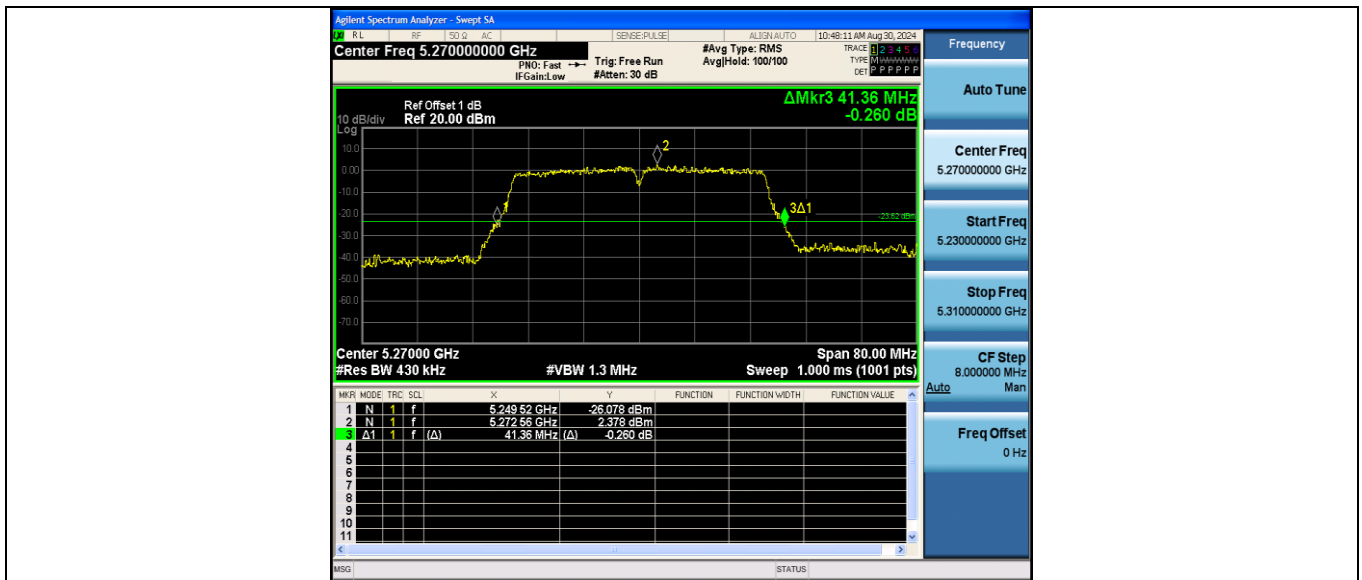 Agilent Spectrum Analyzer - Swept SA
RL RF 50 Ω AC SENSE:PULSE ALIGN AUTO 10:48:11 AM Aug 30, 2024
Center Freq 5.270000000 GHz
PNO: Fast
IFGain:Low
Trig: Free Run
#Atten: 30 dB
#Avg Type: RMS
Avg|Hold: 100/100
TRACE 1 2 3 4 5 6
TYPE M WWWWW
DET P P P P P P
Ref Offset 1 dB
10 dB/div Ref 20.00 dBm
Log
ΔMkr3 41.36 MHz
-0.260 dB
10.0
0.00
-10.0
-20.0
-30.0
-40.0
-50.0
-60.0
-70.0
1
2
3Δ1
-23.62 dBm
Center 5.27000 GHz Span 80.00 MHz
#Res BW 430 kHz #VBW 1.3 MHz Sweep 1.000 ms (1001 pts)
MKR MODE TRC SCL X Y FUNCTION FUNCTION WIDTH FUNCTION VALUE
1 N 1 f 5.249 52 GHz -26.078 dBm
2 N 1 f 5.272 56 GHz 2.378 dBm
3 Δ1 1 f (Δ) 41.36 MHz (Δ) -0.260 dB
4
5
6
7
8
9
10
11
MSG STATUS
Frequency
Auto Tune
Center Freq
5.270000000 GHz
Start Freq
5.230000000 GHz
Stop Freq
5.310000000 GHz
CF Step
8.000000 MHz
Auto Man
Freq Offset
0 Hz